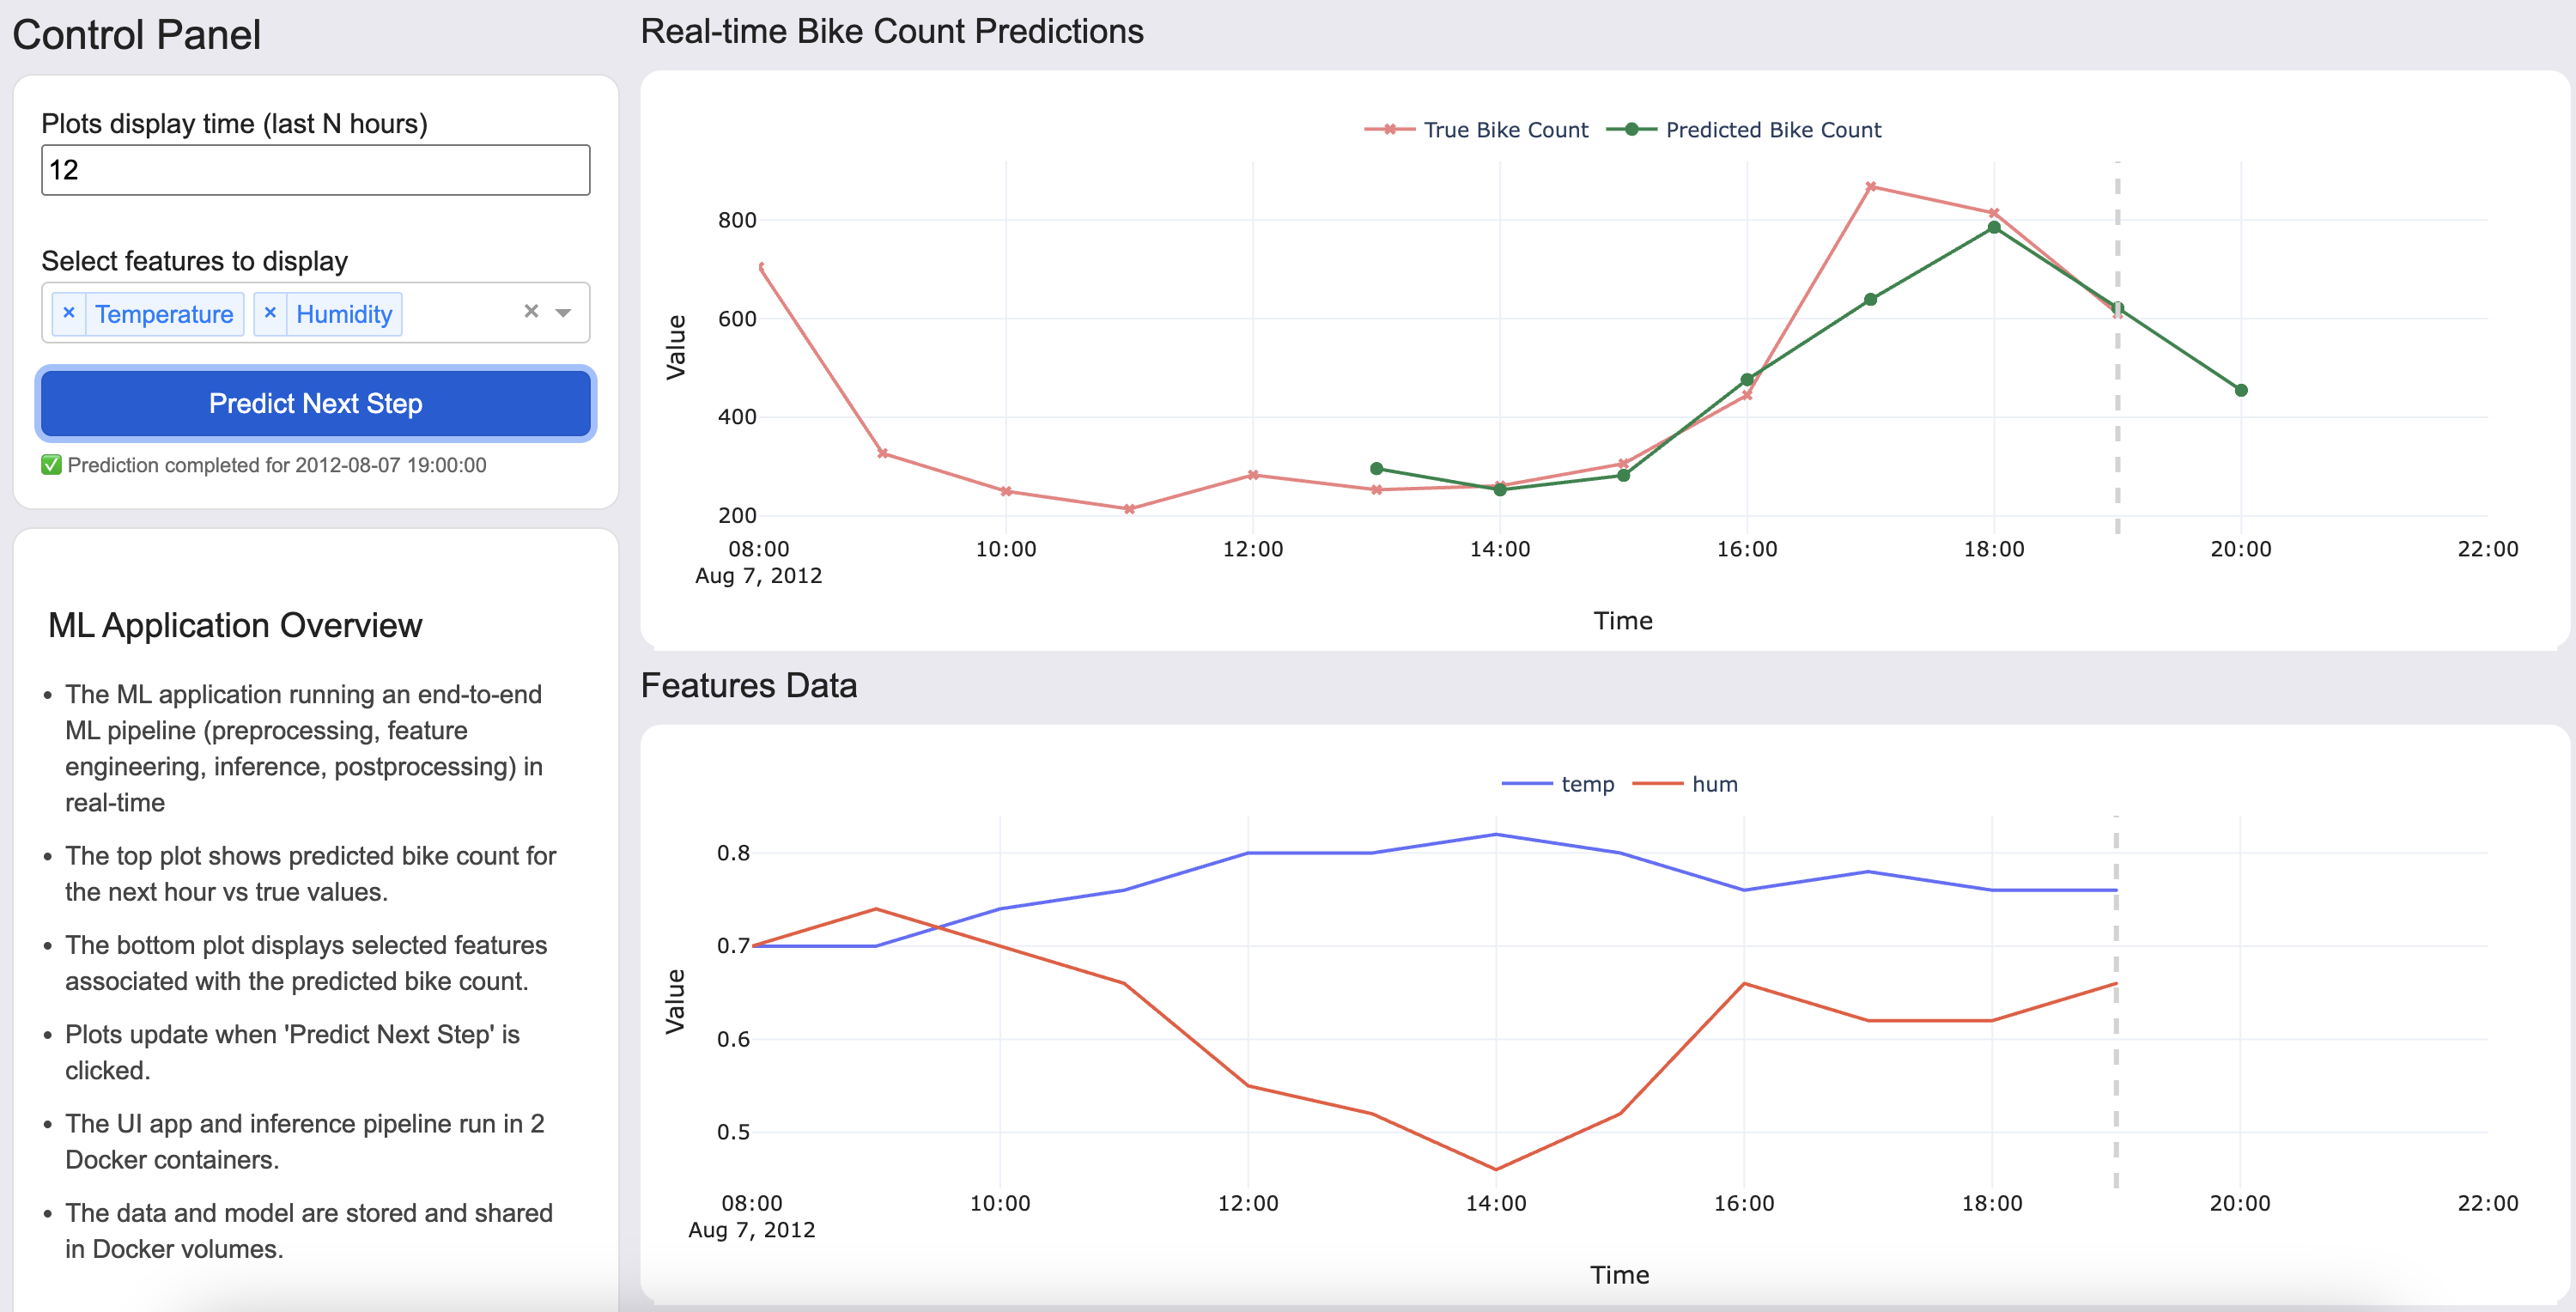 Control Panel
Plots display time (last N hours)
12
Select features to display
× Temperature × Humidity ×
Predict Next Step
✅ Prediction completed for 2012-08-07 19:00:00
ML Application Overview
• The ML application running an end-to-end
ML pipeline (preprocessing, feature
engineering, inference, postprocessing) in
real-time
• The top plot shows predicted bike count for
the next hour vs true values.
• The bottom plot displays selected features
associated with the predicted bike count.
• Plots update when 'Predict Next Step' is
clicked.
• The UI app and inference pipeline run in 2
Docker containers.
• The data and model are stored and shared
in Docker volumes.
Real-time Bike Count Predictions
True Bike Count Predicted Bike Count
800
600
400
200
Value
08:00 10:00 12:00 14:00 16:00 18:00 20:00 22:00
Aug 7, 2012
Time
Features Data
temp hum
0.8
0.7
0.6
0.5
Value
08:00 10:00 12:00 14:00 16:00 18:00 20:00 22:00
Aug 7, 2012
Time